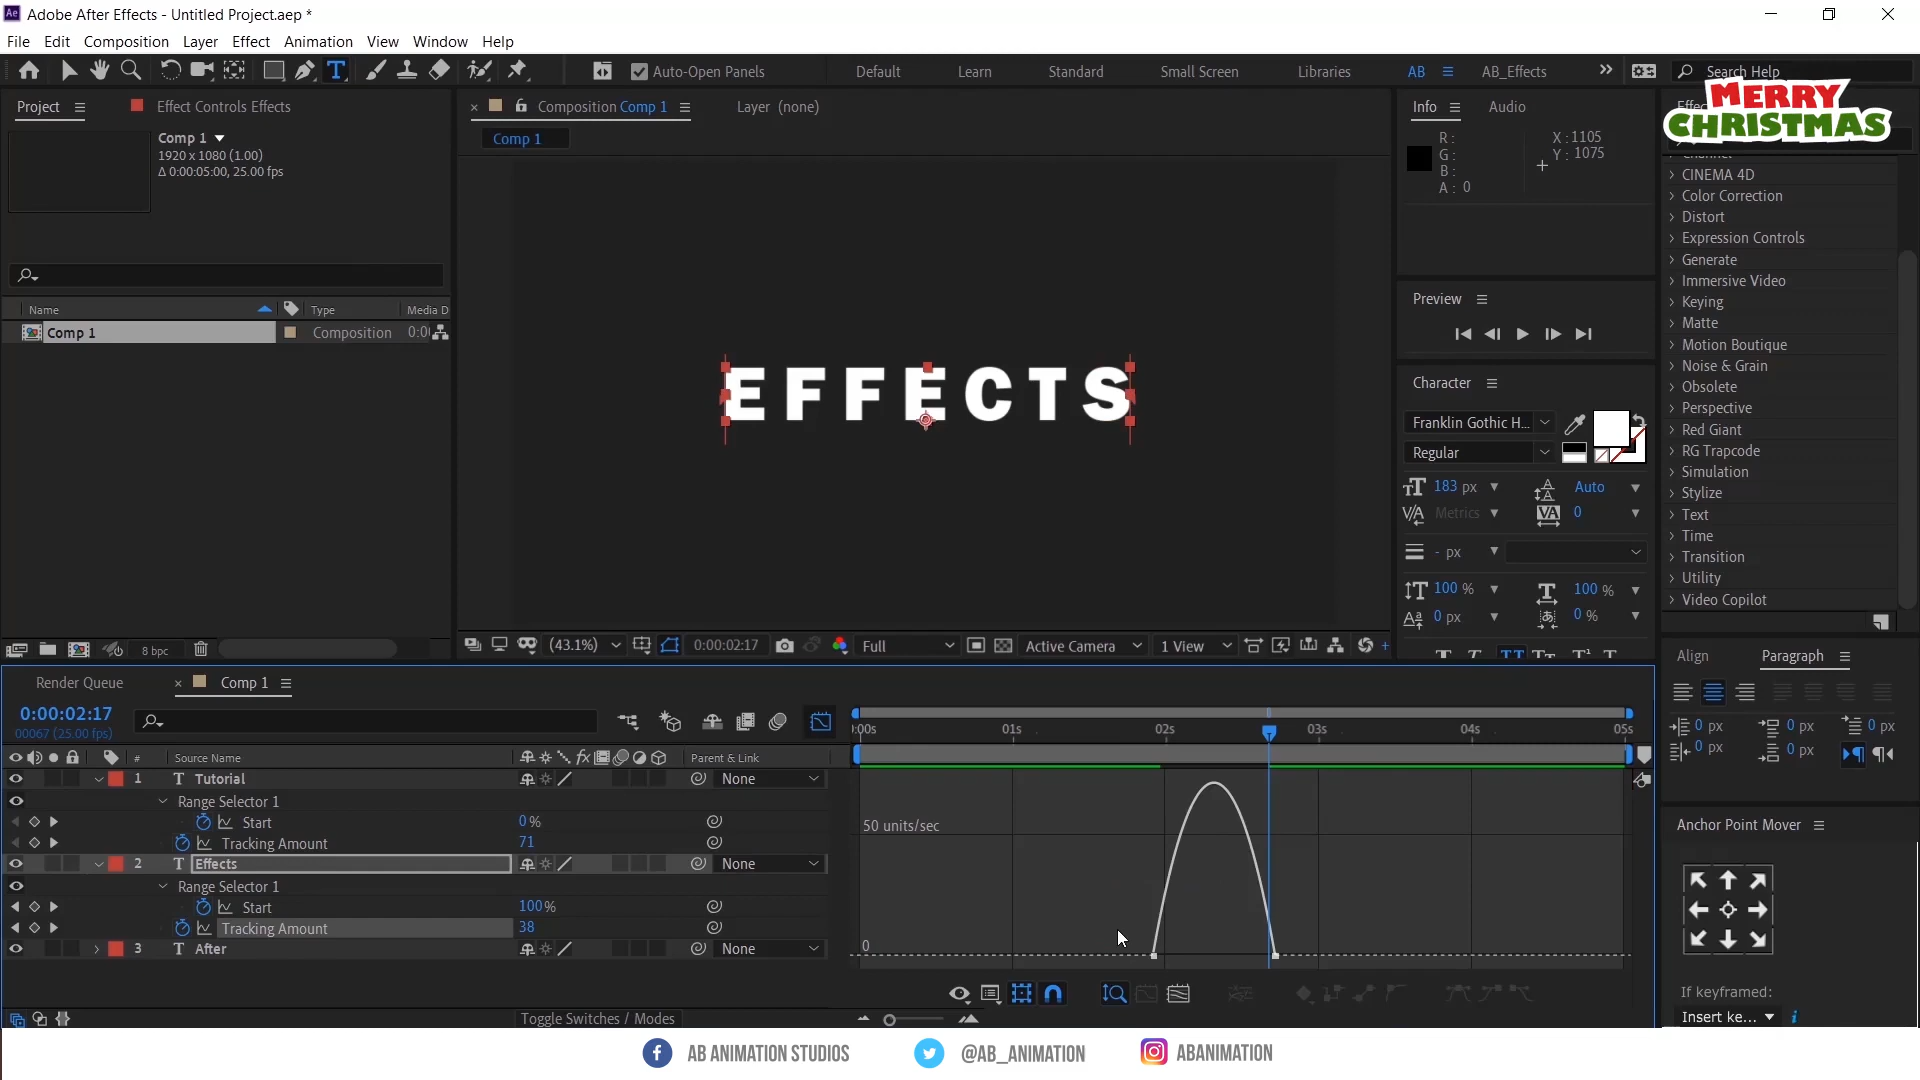 Ae Adobe After Effects - Untitled Project.aep *
File Edit Composition Layer Effect Animation View Window Help
Auto-Open Panels Default Learn Standard Small Screen Libraries AB AB_Effects Search Help
MERRY
CHRISTMAS
Project Effect Controls Effects
Comp 1
1920 x 1080 (1.00)
Δ 0:00:05:00, 25.00 fps
Name Type Media D
Comp 1 Composition
8 bpc
Composition Comp 1 Layer (none)
Comp 1
EFFECTS
(43.1%) 0:00:02:17 Full Active Camera 1 View
Info Audio
R :
G :
B :
A : 0
X : 1105
Y : 1075
Preview
Character
Franklin Gothic H...
Regular
183 px Auto
Metrics 0
- px
100 % 100 %
0 px 0 %
CINEMA 4D
Color Correction
Distort
Expression Controls
Generate
Immersive Video
Keying
Matte
Motion Boutique
Noise & Grain
Obsolete
Perspective
Red Giant
RG Trapcode
Simulation
Stylize
Text
Time
Transition
Utility
Video Copilot
Align Paragraph
0 px 0 px 0 px
0 px 0 px
Anchor Point Mover
If keyframed:
Insert ke...
Render Queue Comp 1
0:00:02:17
00067 (25.00 fps)
# Source Name Parent & Link
1 T Tutorial None
Range Selector 1
Start 0%
Tracking Amount 71
2 T Effects None
Range Selector 1
Start 100%
Tracking Amount 38
3 T After None
Toggle Switches / Modes
:00s 01s 02s 03s 04s 05s
50 units/sec
0
AB ANIMATION STUDIOS @AB_ANIMATION ABANIMATION